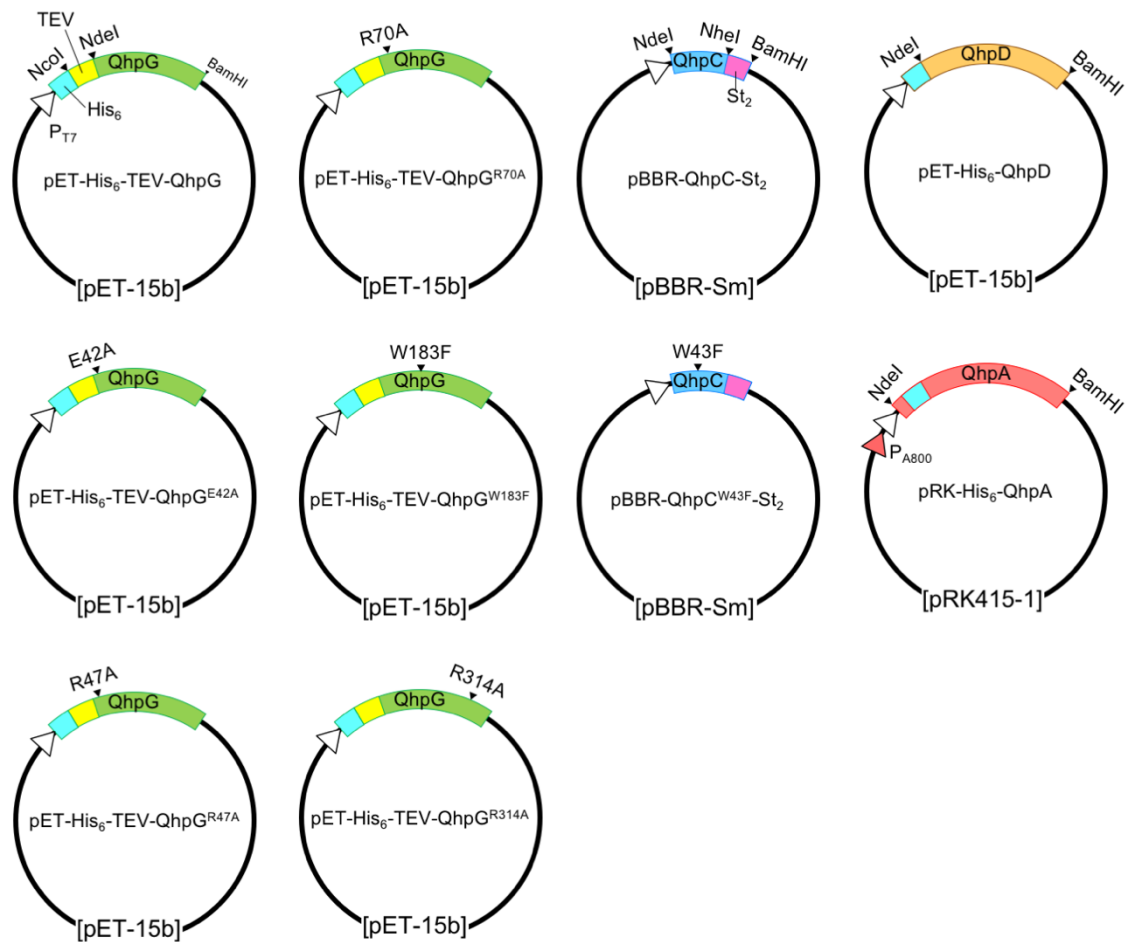 TEV
NcoI
NdeI
QhpG
BamHI
His6
PT7
pET-His6-TEV-QhpG
[pET-15b]
R70A
QhpG
pET-His6-TEV-QhpGR70A
[pET-15b]
NdeI
NheI
BamHI
QhpC
St2
pBBR-QhpC-St2
[pBBR-Sm]
NdeI
QhpD
BamHI
pET-His6-QhpD
[pET-15b]
E42A
QhpG
pET-His6-TEV-QhpGE42A
[pET-15b]
W183F
QhpG
pET-His6-TEV-QhpGW183F
[pET-15b]
W43F
QhpC
pBBR-QhpCW43F-St2
[pBBR-Sm]
NdeI
QhpA
BamHI
PA800
pRK-His6-QhpA
[pRK415-1]
R47A
QhpG
pET-His6-TEV-QhpGR47A
[pET-15b]
R314A
QhpG
pET-His6-TEV-QhpGR314A
[pET-15b]